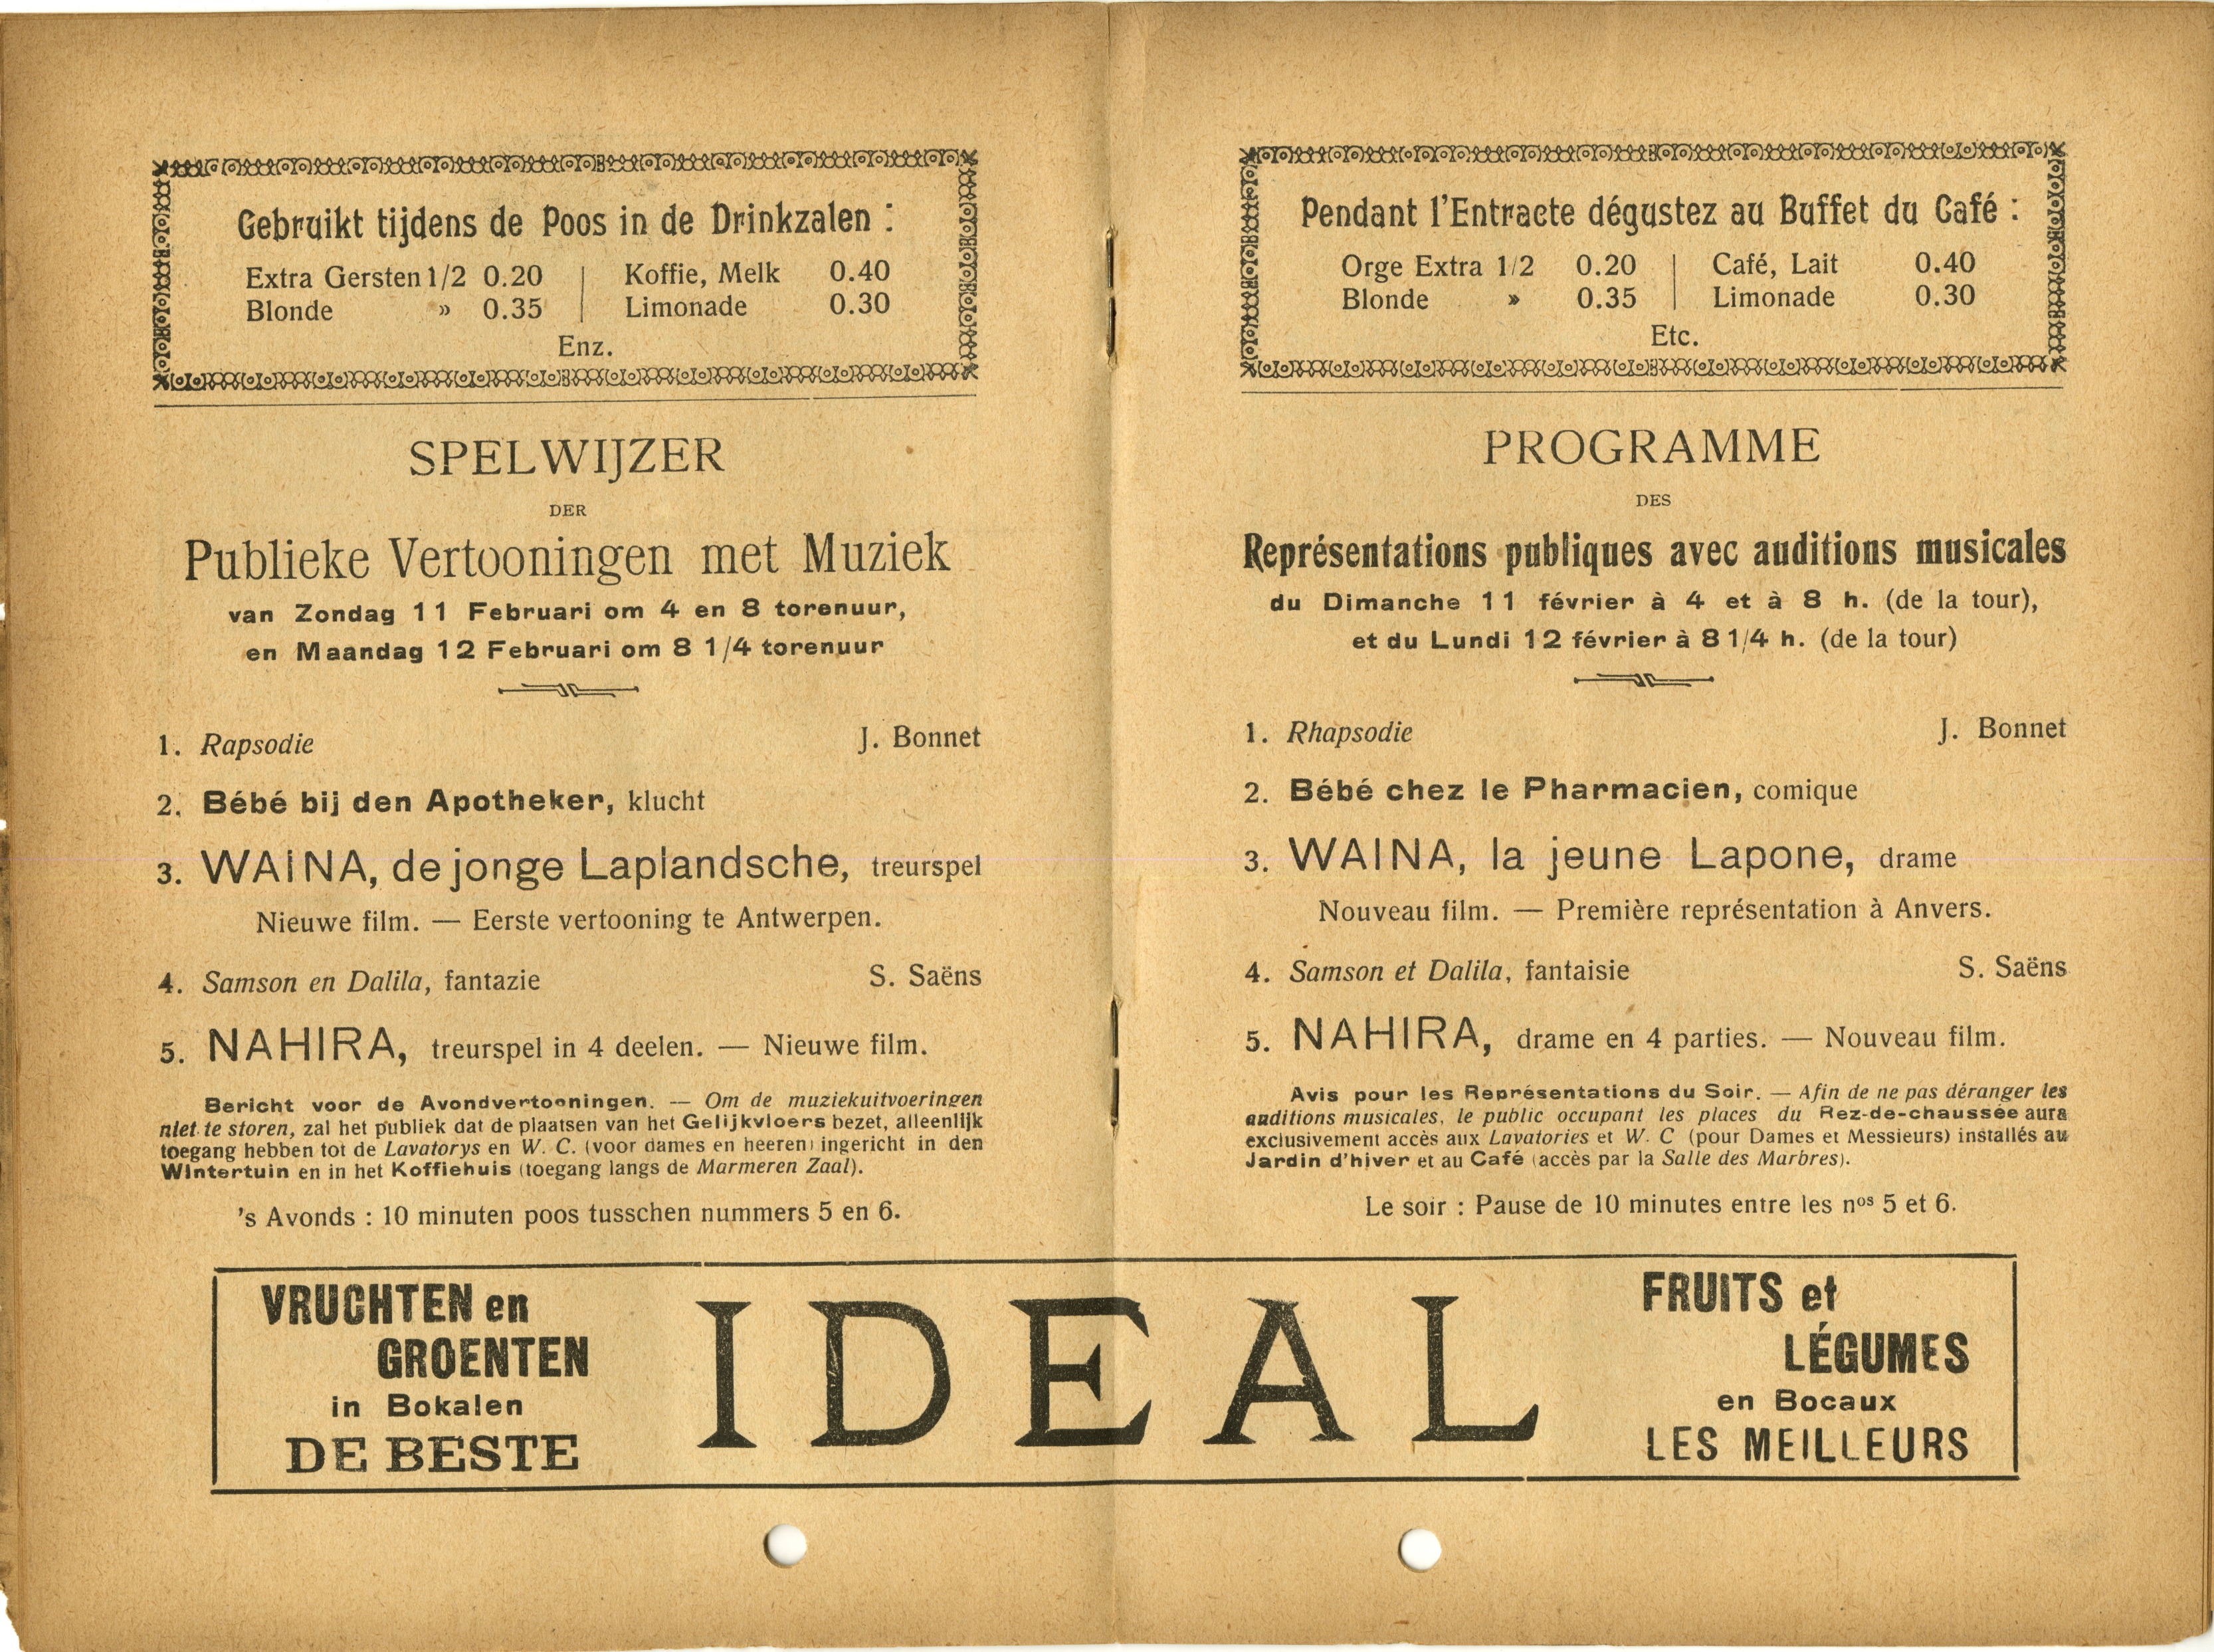 Gebruikt tijdens de Poos in de Drinkzalen :
Extra Gersten 1/2 0.20
Blonde » 0.35
Koffie, Melk 0.40
Limonade 0.30
Enz.
SPELWIJZER
DER
Publieke Vertooningen met Muziek
van Zondag 11 Februari om 4 en 8 torenuur,
en Maandag 12 Februari om 8 1/4 torenuur
1. Rapsodie J. Bonnet
2. Bébé bij den Apotheker, klucht
3. WAINA, de jonge Laplandsche, treurspel
Nieuwe film. — Eerste vertooning te Antwerpen.
4. Samson en Dalila, fantazie S. Saëns
5. NAHIRA, treurspel in 4 deelen. — Nieuwe film.
Bericht voor de Avondvertooningen. — Om de muziekuitvoeringen
niet te storen, zal het publiek dat de plaatsen van het Gelijkvloers bezet, alleenlijk
toegang hebben tot de Lavatorys en W. C. (voor dames en heeren) ingericht in den
Wintertuin en in het Koffiehuis (toegang langs de Marmeren Zaal).
's Avonds : 10 minuten poos tusschen nummers 5 en 6.
Pendant l'Entracte dégustez au Buffet du Café :
Orge Extra 1/2 0.20
Blonde » 0.35
Café, Lait 0.40
Limonade 0.30
Etc.
PROGRAMME
DES
Représentations publiques avec auditions musicales
du Dimanche 11 février à 4 et à 8 h. (de la tour),
et du Lundi 12 février à 8 1/4 h. (de la tour)
1. Rhapsodie J. Bonnet
2. Bébé chez le Pharmacien, comique
3. WAINA, la jeune Lapone, drame
Nouveau film. — Première représentation à Anvers.
4. Samson et Dalila, fantaisie S. Saëns
5. NAHIRA, drame en 4 parties. — Nouveau film.
Avis pour les Représentations du Soir. — Afin de ne pas déranger les
auditions musicales, le public occupant les places du Rez-de-chaussée aura
exclusivement accès aux Lavatories et W. C (pour Dames et Messieurs) installés au
Jardin d'hiver et au Café (accès par la Salle des Marbres).
Le soir : Pause de 10 minutes entre les nos 5 et 6.
VRUCHTEN en
GROENTEN
in Bokalen
DE BESTE
IDEAL
FRUITS et
LÉGUMES
en Bocaux
LES MEILLEURS